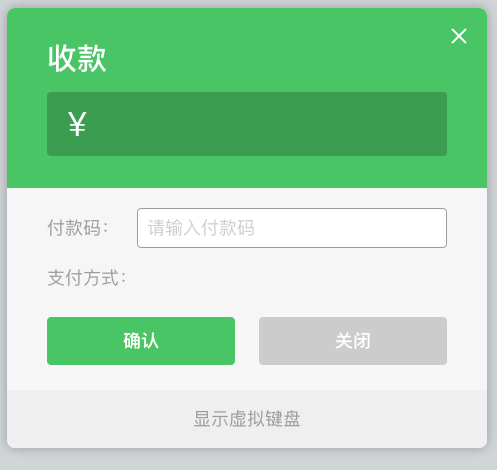 收款
¥
付款码： 请输入付款码
支付方式：
确认 关闭
显示虚拟键盘